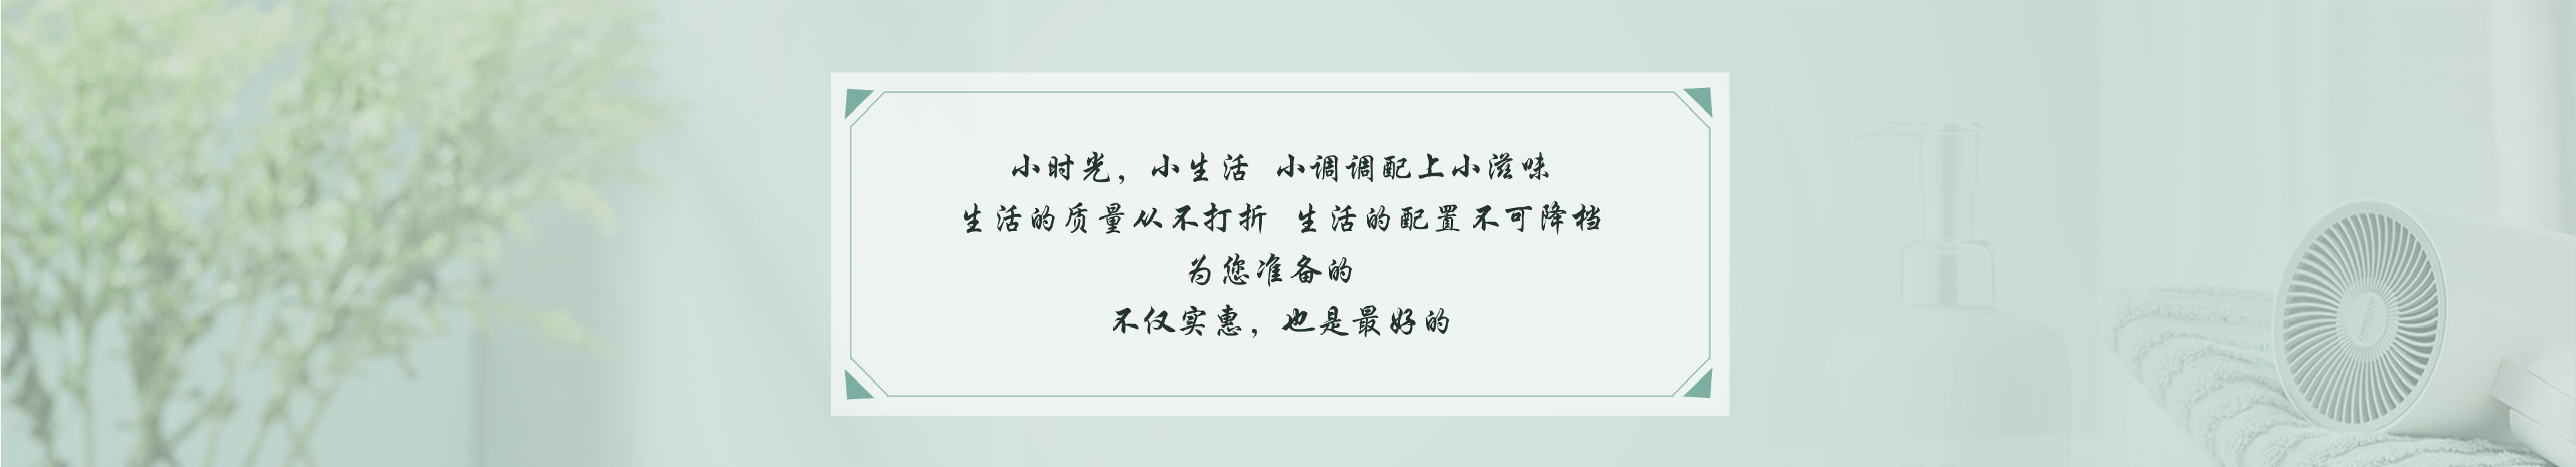 小时光，小生活 小调调配上小滋味
生活的质量从不打折 生活的配置不可降档
为您准备的
不仅实惠，也是最好的